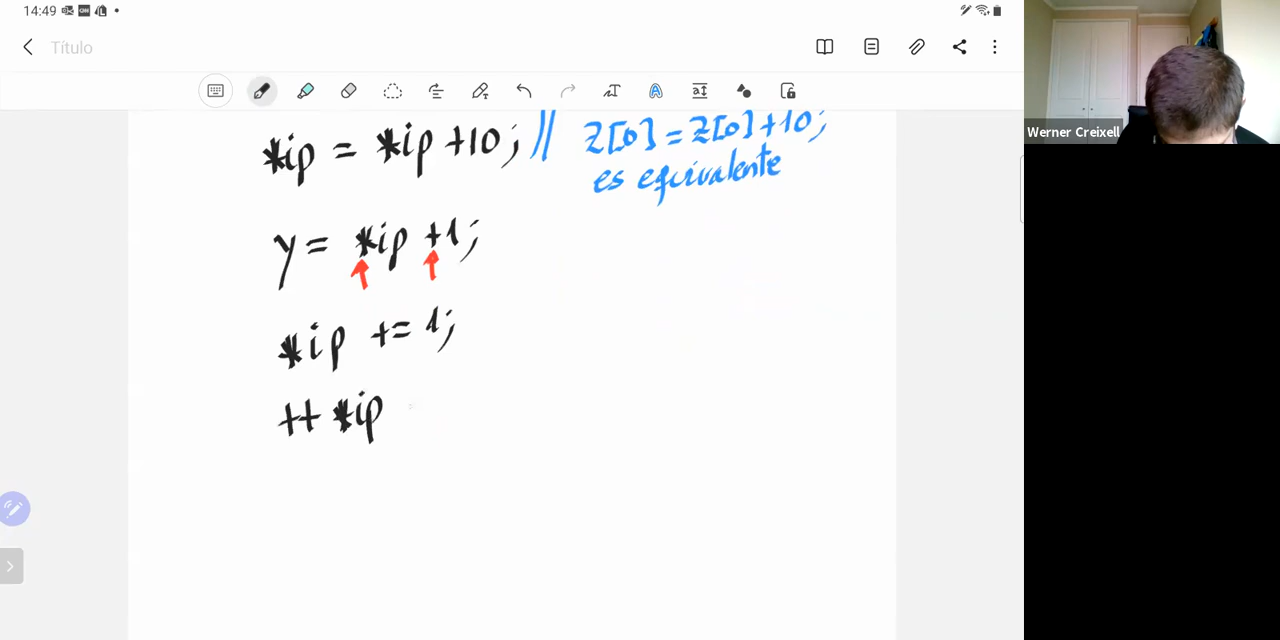 14:49
Título
*ip = *ip +10; // Z[0] = Z[0] +10;
es equivalente
y = *ip +1;
*ip += 1;
++ *ip
Werner Creixell